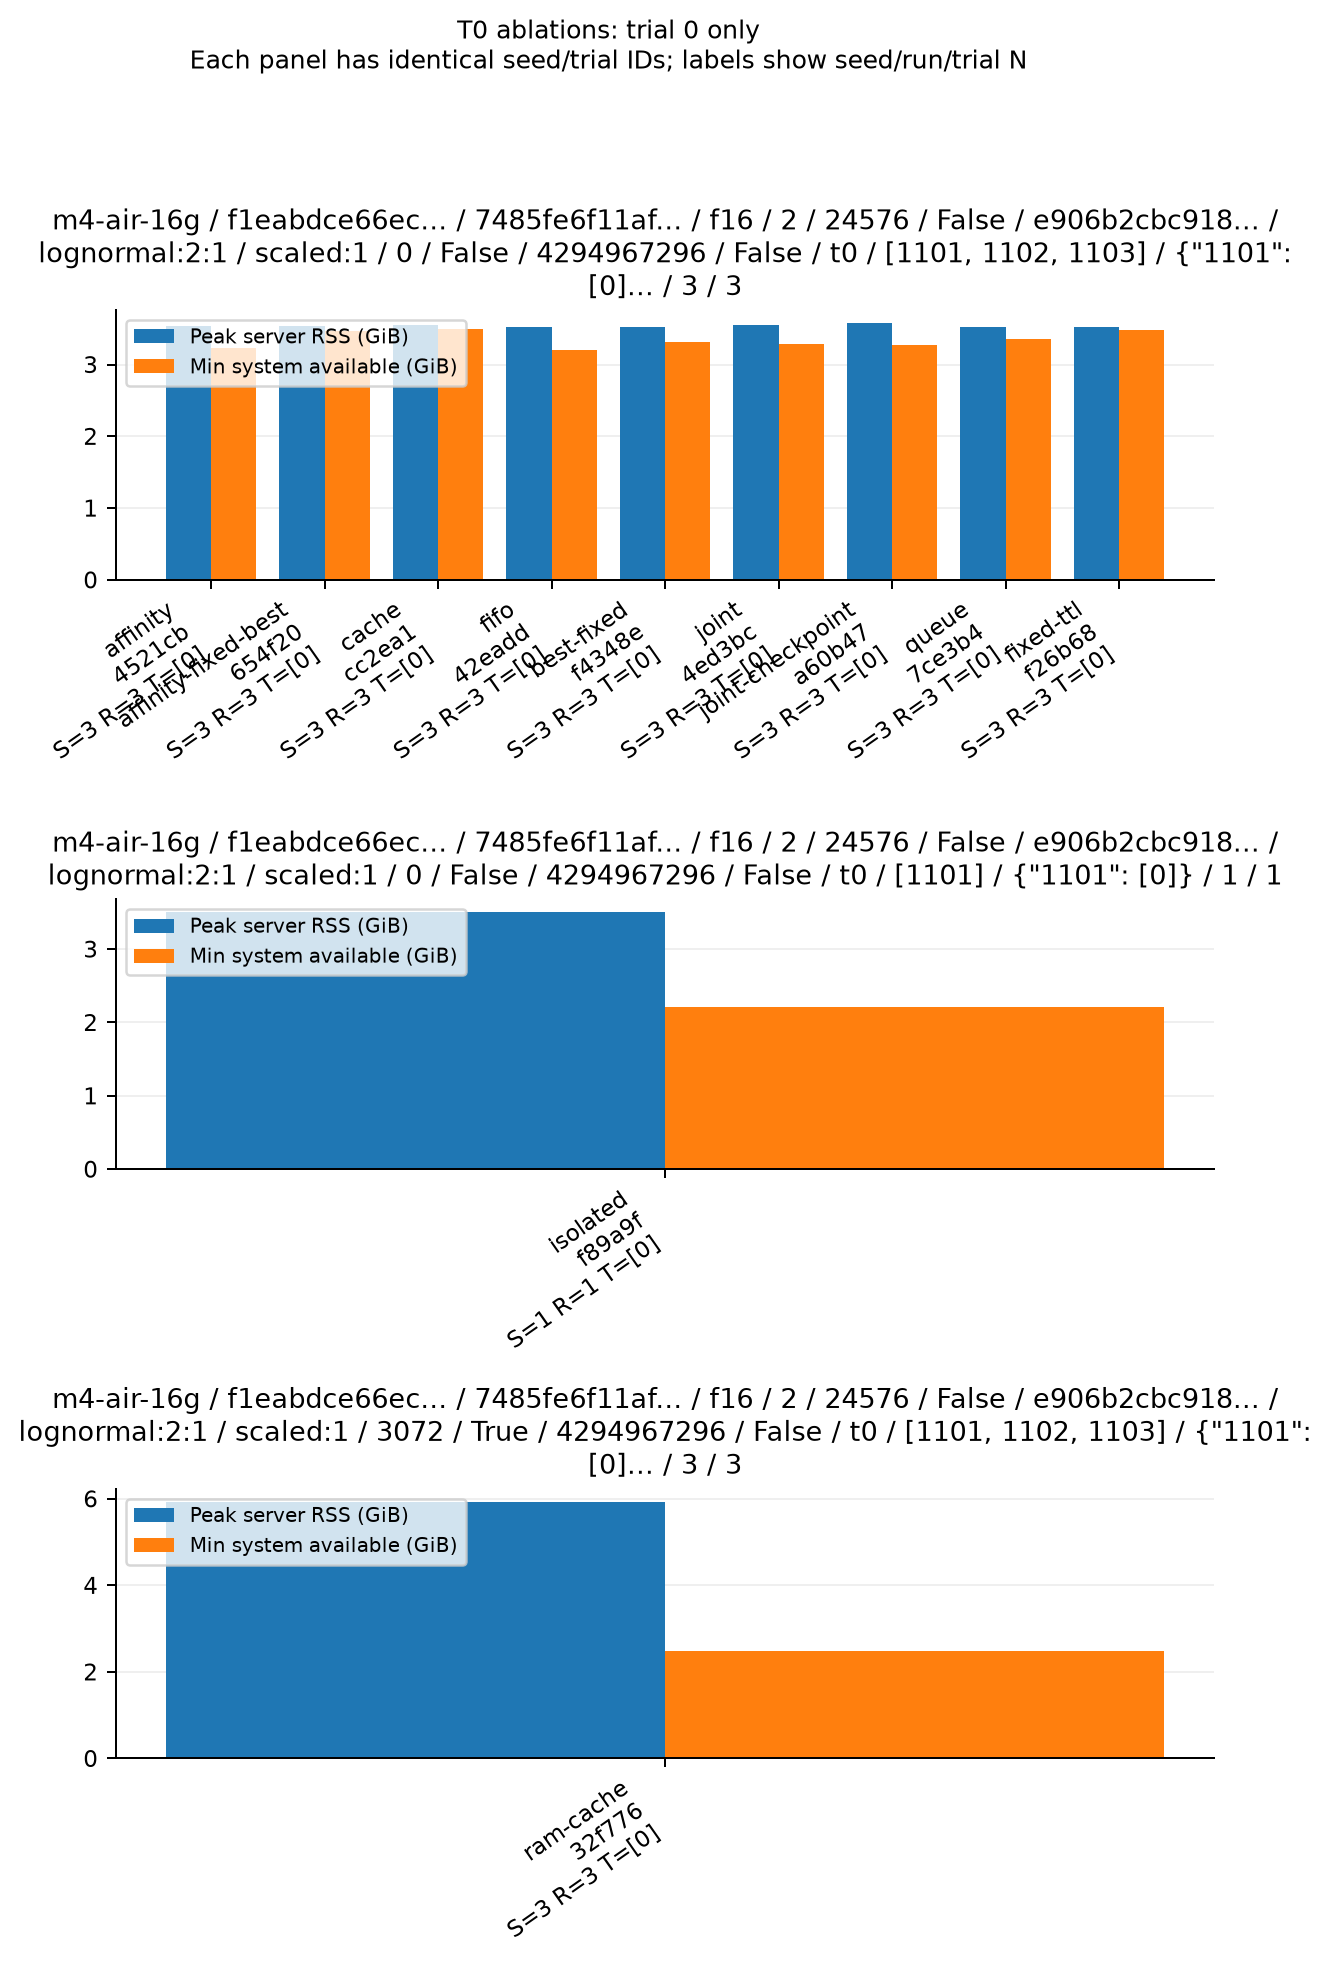 T0 ablations: trial 0 only
Each panel has identical seed/trial IDs; labels show seed/run/trial N
m4-air-16g / f1eabdce66ec... / 7485fe6f11af... / f16 / 2 / 24576 / False / e906b2cbc918... /
lognormal:2:1 / scaled:1 / 0 / False / 4294967296 / False / t0 / [1101, 1102, 1103] / {"1101":
[0]... / 3 / 3
Peak server RSS (GiB)
Min system available (GiB)
3
2
1
0
affinity
4521cb
S=3 R=3 T=[0]
affinity-fixed-best
654f20
S=3 R=3 T=[0]
cache
cc2ea1
S=3 R=3 T=[0]
fifo
42eadd
S=3 R=3 T=[0]
best-fixed
f4348e
S=3 R=3 T=[0]
joint
4ed3bc
S=3 R=3 T=[0]
joint-checkpoint
a60b47
S=3 R=3 T=[0]
queue
7ce3b4
S=3 R=3 T=[0]
fixed-ttl
f26b68
S=3 R=3 T=[0]
m4-air-16g / f1eabdce66ec... / 7485fe6f11af... / f16 / 2 / 24576 / False / e906b2cbc918... /
lognormal:2:1 / scaled:1 / 0 / False / 4294967296 / False / t0 / [1101] / {"1101": [0]} / 1 / 1
Peak server RSS (GiB)
Min system available (GiB)
3
2
1
0
isolated
f89a9f
S=1 R=1 T=[0]
m4-air-16g / f1eabdce66ec... / 7485fe6f11af... / f16 / 2 / 24576 / False / e906b2cbc918... /
lognormal:2:1 / scaled:1 / 3072 / True / 4294967296 / False / t0 / [1101, 1102, 1103] / {"1101":
[0]... / 3 / 3
Peak server RSS (GiB)
Min system available (GiB)
6
4
2
0
ram-cache
32f776
S=3 R=3 T=[0]